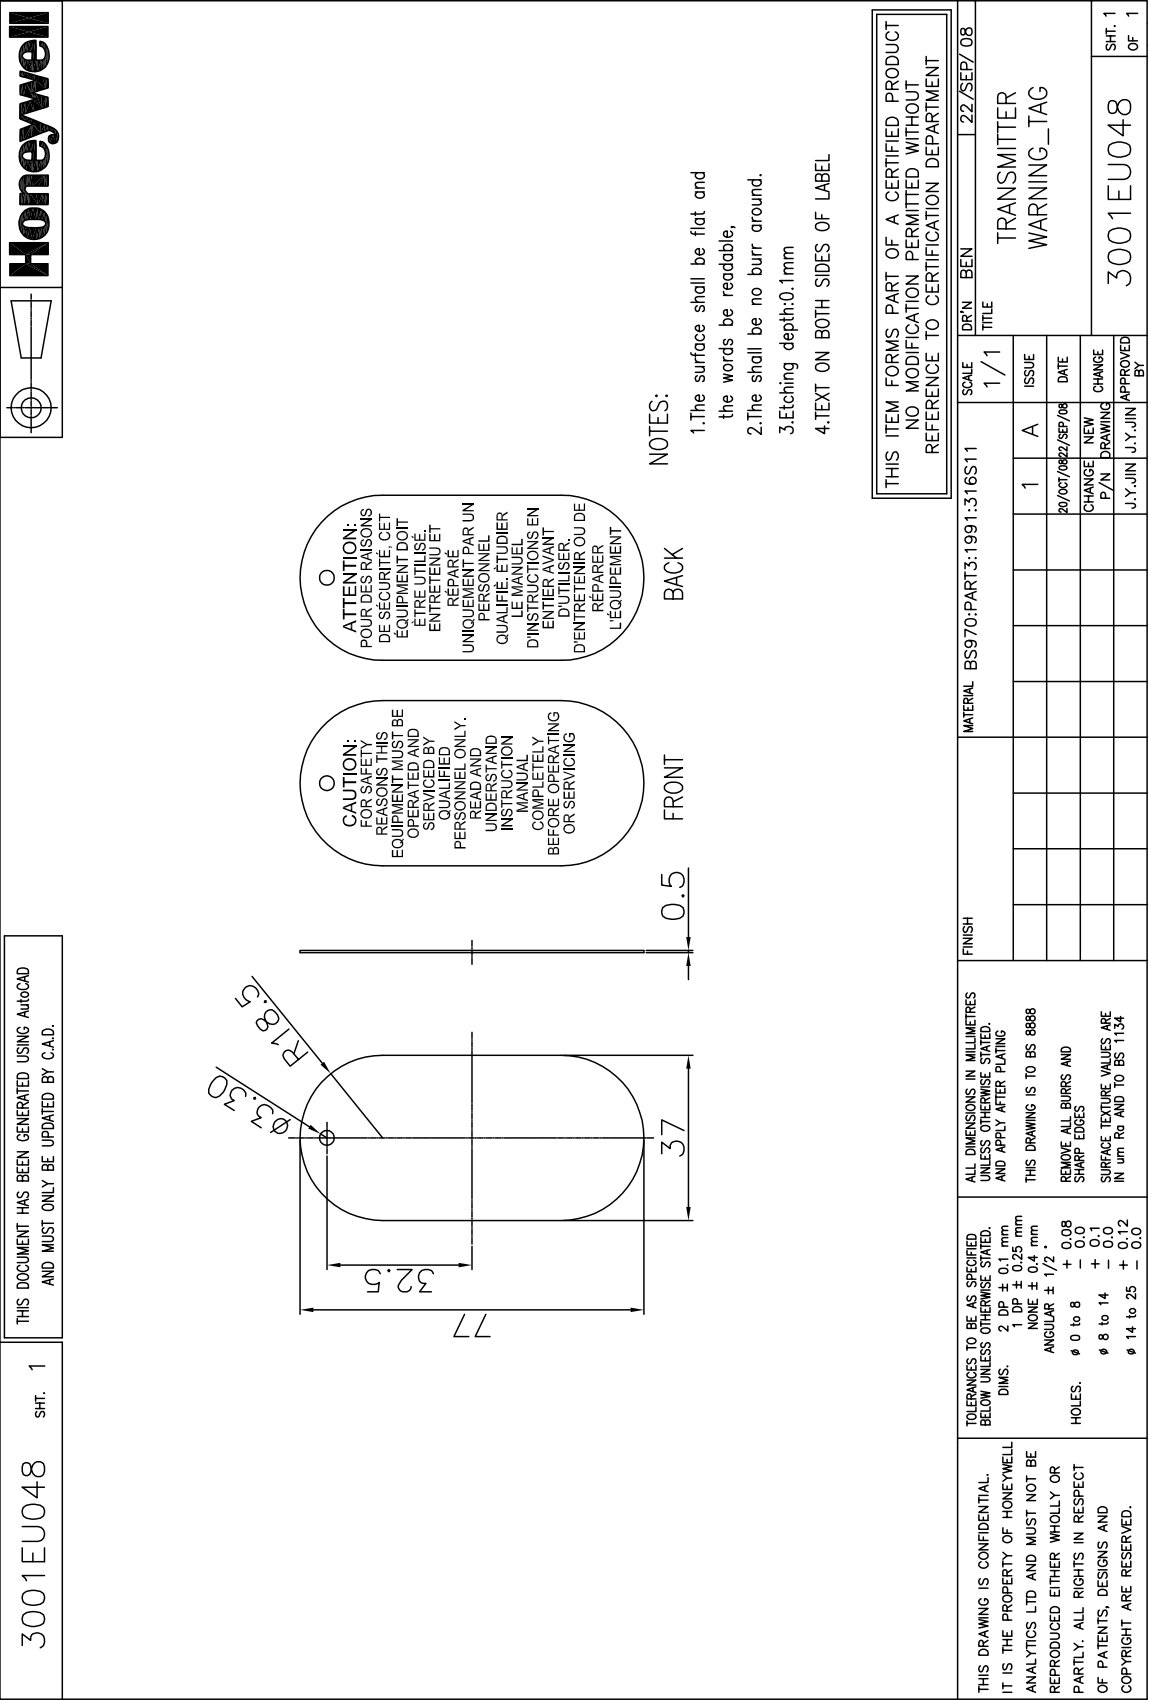 3001EU048
SHT. 1
THIS DOCUMENT HAS BEEN GENERATED USING AutoCAD
AND MUST ONLY BE UPDATED BY C.A.D.
Honeywell
77
32.5
37
ø3.30
R18.5
0.5
CAUTION:
FOR SAFETY
REASONS THIS
EQUIPMENT MUST BE
OPERATED AND
SERVICED BY
QUALIFIED
PERSONNEL ONLY.
READ AND
UNDERSTAND
INSTRUCTION
MANUAL
COMPLETELY
BEFORE OPERATING
OR SERVICING
FRONT
ATTENTION:
POUR DES RAISONS
DE SÉCURITÉ, CET
ÉQUIPMENT DOIT
ÈTRE UTILISÉ.
ENTRETENU ET
RÉPARÉ
UNIQUEMENT PAR UN
PERSONNEL
QUALIFIÈ. ÈTUDIER
LE MANUEL
D'INSTRUCTIONS EN
ENTIER AVANT
D'UTILISER.
D'ENTRETENIR OU DE
RÉPARER
L'ÉQUIPEMENT
BACK
NOTES:
1.The surface shall be flat and
the words be readable,
2.The shall be no burr around.
3.Etching depth:0.1mm
4.TEXT ON BOTH SIDES OF LABEL
THIS ITEM FORMS PART OF A CERTIFIED PRODUCT
NO MODIFICATION PERMITTED WITHOUT
REFERENCE TO CERTIFICATION DEPARTMENT
THIS DRAWING IS CONFIDENTIAL.
IT IS THE PROPERTY OF HONEYWELL
ANALYTICS LTD AND MUST NOT BE
REPRODUCED EITHER WHOLLY OR
PARTLY. ALL RIGHTS IN RESPECT
OF PATENTS, DESIGNS AND
COPYRIGHT ARE RESERVED.
TOLERANCES TO BE AS SPECIFIED
BELOW UNLESS OTHERWISE STATED.
DIMS. 2 DP ± 0.1 mm
1 DP ± 0.25 mm
NONE ± 0.4 mm
ANGULAR ± 1/2 °
HOLES. ø 0 to 8 + 0.08
- 0.0
ø 8 to 14 + 0.1
- 0.0
ø 14 to 25 + 0.12
- 0.0
ALL DIMENSIONS IN MILLIMETRES
UNLESS OTHERWISE STATED.
AND APPLY AFTER PLATING
THIS DRAWING IS TO BS 8888
REMOVE ALL BURRS AND
SHARP EDGES
SURFACE TEXTURE VALUES ARE
IN um Ra AND TO BS 1134
FINISH
MATERIAL BS970:PART3:1991:316S11
SCALE
1/1
1 A ISSUE
20/OCT/08 22/SEP/08 DATE
CHANGE P/N
NEW DRAWING
CHANGE
J.Y.JIN J.Y.JIN APPROVED BY
DR'N BEN 22/SEP/ 08
TITLE
TRANSMITTER
WARNING_TAG
3001EU048
SHT. 1
OF 1